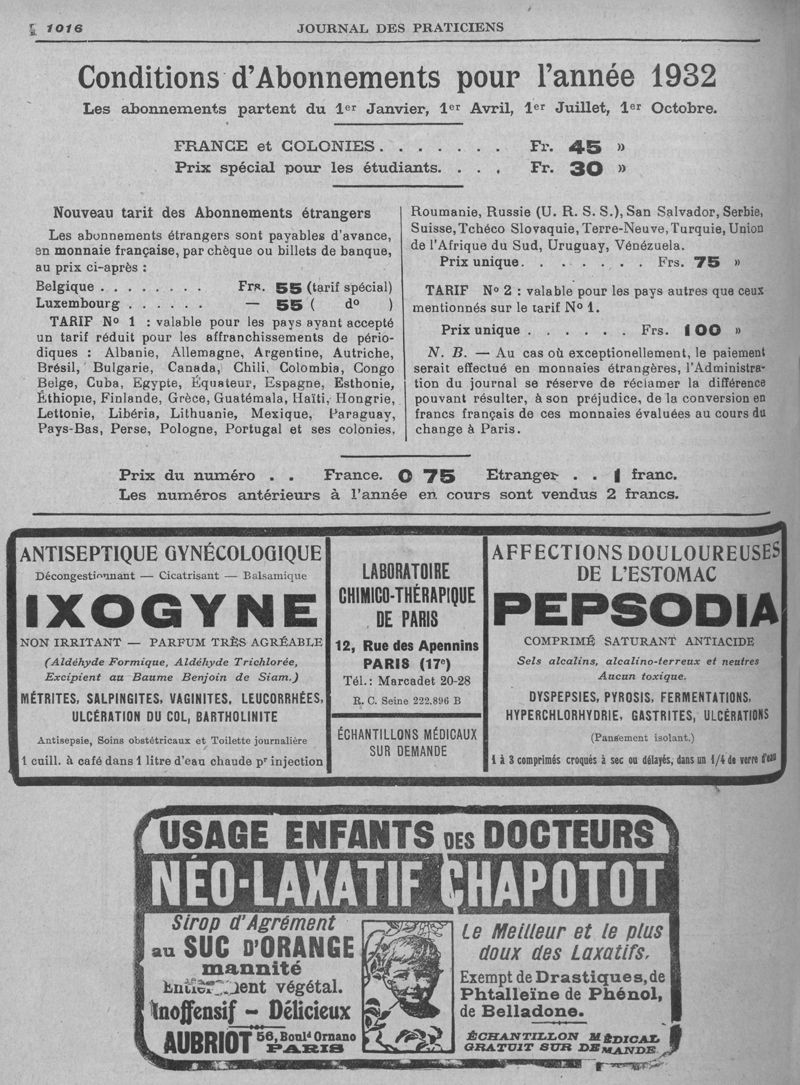 1016
JOURNAL DES PRATICIENS
Conditions d'Abonnements pour l'année 1932
Les abonnements partent du 1er Janvier, 1er Avril, 1er Juillet, 1er Octobre.
FRANCE et COLONIES. . . . . . . Fr. 45 »
Prix spécial pour les étudiants. . . . Fr. 30 »
Nouveau tarif des Abonnements étrangers
Les abonnements étrangers sont payables d'avance,
en monnaie française, par chèque ou billets de banque,
au prix ci-après :
Belgique . . . . . . . . Frs. 55 (tarif spécial)
Luxembourg . . . . . . — 55 ( d° )
TARIF N° 1 : valable pour les pays ayant accepté
un tarif réduit pour les affranchissements de pério-
diques : Albanie, Allemagne, Argentine, Autriche,
Brésil, Bulgarie, Canada, Chili, Colombia, Congo
Belge, Cuba, Egypte, Équateur, Espagne, Esthonie,
Éthiopie, Finlande, Grèce, Guatémala, Haïti, Hongrie,
Lettonie, Libéria, Lithuanie, Mexique, Paraguay,
Pays-Bas, Perse, Pologne, Portugal et ses colonies,
Roumanie, Russie (U. R. S. S.), San Salvador, Serbie,
Suisse, Tchéco Slovaquie, Terre-Neuve, Turquie, Union
de l'Afrique du Sud, Uruguay, Vénézuela.
Prix unique. . . . . . . . Frs. 75 »
TARIF N° 2 : valable pour les pays autres que ceux
mentionnés sur le tarif N° 1.
Prix unique . . . . . . Frs. 100 »
N. B. — Au cas où exceptionellement, le paiement
serait effectué en monnaies étrangères, l'Administra-
tion du journal se réserve de réclamer la différence
pouvant résulter, à son préjudice, de la conversion en
francs français de ces monnaies évaluées au cours du
change à Paris.
Prix du numéro . . France. 0 75 Etranger . . 1 franc.
Les numéros antérieurs à l'année en cours sont vendus 2 francs.
ANTISEPTIQUE GYNÉCOLOGIQUE
Décongestionnant — Cicatrisant — Balsamique
IXOGYNE
NON IRRITANT — PARFUM TRÈS AGRÉABLE
(Aldéhyde Formique, Aldéhyde Trichlorée,
Excipient au Baume Benjoin de Siam.)
MÉTRITES, SALPINGITES, VAGINITES, LEUCORRHÉES,
ULCÉRATION DU COL, BARTHOLINITE
Antisepsie, Soins obstétricaux et Toilette journalière
1 cuill. à café dans 1 litre d'eau chaude pr injection
LABORATOIRE
CHIMICO-THÉRAPIQUE
DE PARIS
12, Rue des Apennins
PARIS (17e)
Tél. : Marcadet 20-28
R. C. Seine 222.896 B
ÉCHANTILLONS MÉDICAUX
SUR DEMANDE
AFFECTIONS DOULOUREUSES
DE L'ESTOMAC
PEPSODIA
COMPRIMÉ SATURANT ANTIACIDE
Sels alcalins, alcalino-terreux et neutres
Aucun toxique.
DYSPEPSIES, PYROSIS, FERMENTATIONS,
HYPERCHLORHYDRIE, GASTRITES, ULCÉRATIONS
(Pansement isolant.)
1 à 3 comprimés croqués à sec ou délayés, dans un 1/4 de verre d'eau
USAGE ENFANTS DES DOCTEURS
NÉO-LAXATIF CHAPOTOT
Sirop d'Agrément
au SUC D'ORANGE
mannité
Entièrement végétal.
Inoffensif - Délicieux
AUBRIOT 56, Bould Ornano
PARIS
Le Meilleur et le plus
doux des Laxatifs.
Exempt de Drastiques, de
Phtalleïne de Phénol,
de Belladone.
ÉCHANTILLON MÉDICAL
GRATUIT SUR DEMANDE